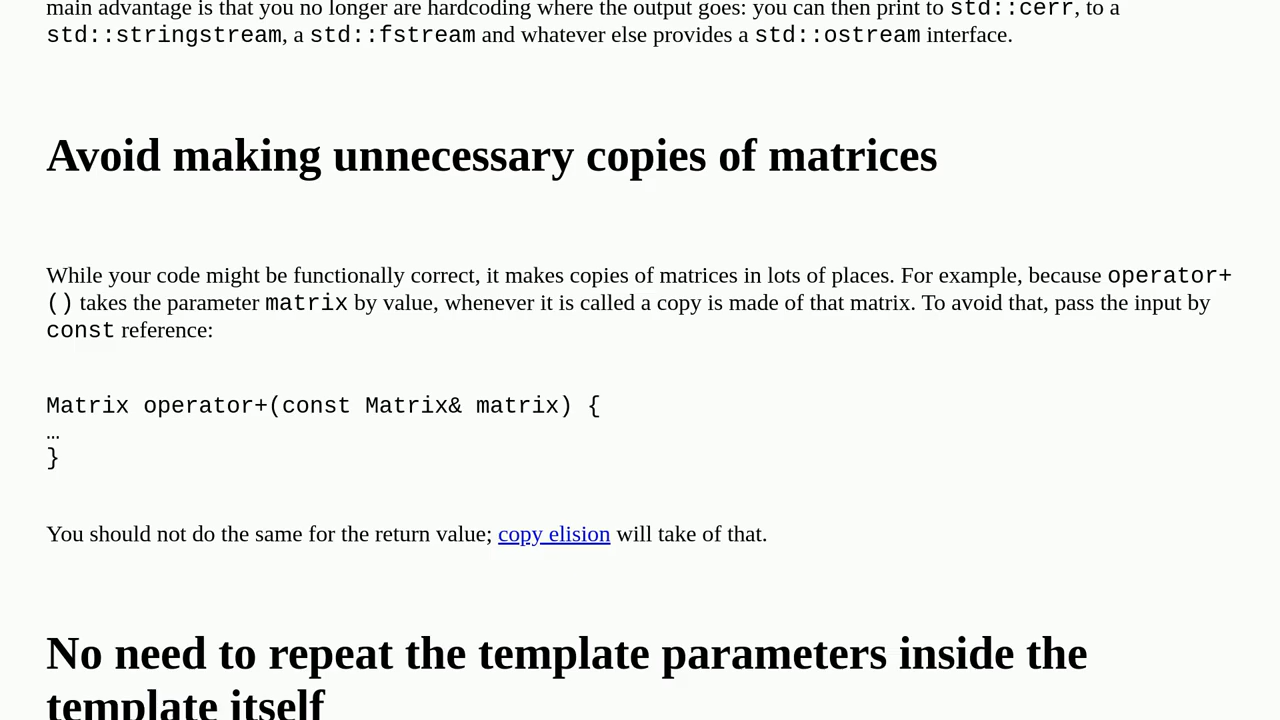 main advantage is that you no longer are hardcoding where the output goes: you can then print to std::cerr, to a
std::stringstream, a std::fstream and whatever else provides a std::ostream interface.
Avoid making unnecessary copies of matrices
While your code might be functionally correct, it makes copies of matrices in lots of places. For example, because operator+
() takes the parameter matrix by value, whenever it is called a copy is made of that matrix. To avoid that, pass the input by
const reference:
Matrix operator+(const Matrix& matrix) {
…
}
You should not do the same for the return value; copy elision will take of that.
No need to repeat the template parameters inside the
template itself